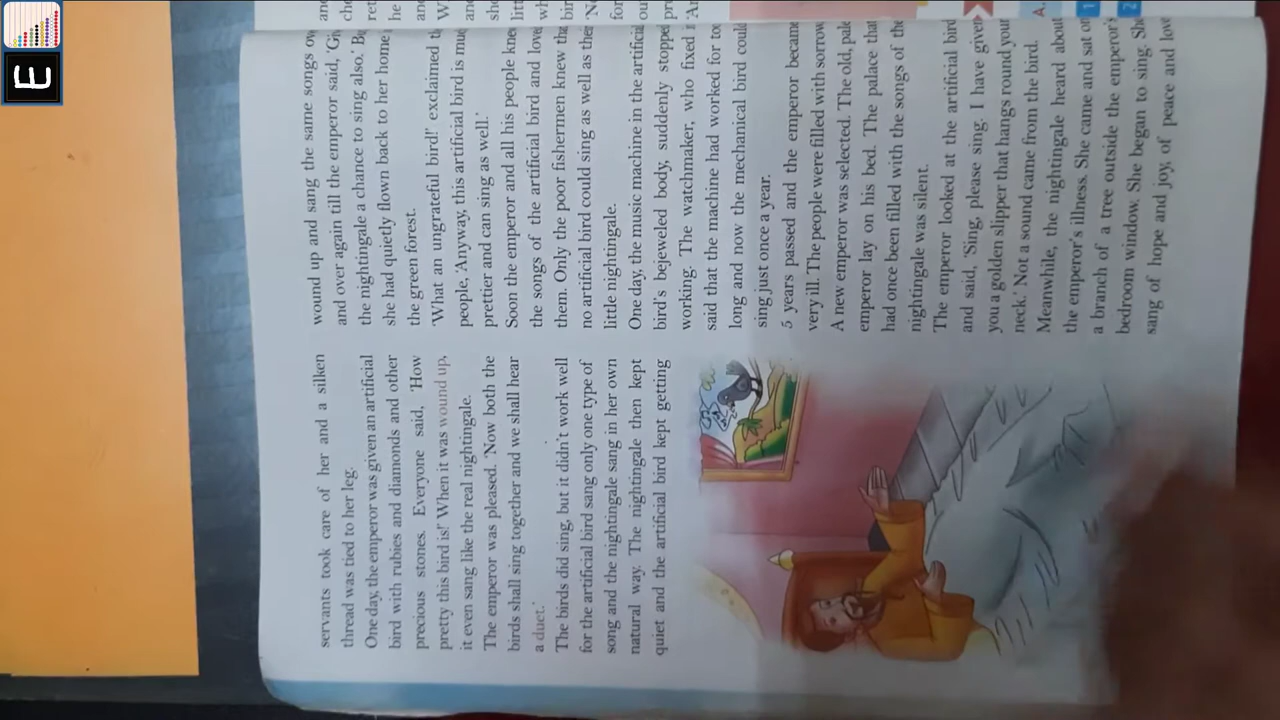 servants took care of her and a silken
thread was tied to her leg.
One day, the emperor was given an artificial
bird with rubies and diamonds and other
precious stones. Everyone said, 'How
pretty this bird is!' When it was wound up,
it even sang like the real nightingale.
The emperor was pleased. 'Now both the
birds shall sing together and we shall hear
a duet.'
The birds did sing, but it didn't work well
for the artificial bird sang only one type of
song and the nightingale sang in her own
natural way. The nightingale then kept
quiet and the artificial bird kept getting
wound up and sang the same songs
and over again till the emperor said,
the nightingale a chance to sing also.'
she had quietly flown back to her home
the green forest.
'What an ungrateful bird!' exclaimed
people, 'Anyway, this artificial bird is
prettier and can sing as well.'
Soon the emperor and all his people
the songs of the artificial bird and
them. Only the poor fishermen knew
no artificial bird could sing as well as
little nightingale.
One day, the music machine in the
bird's bejeweled body, suddenly
working. The watchmaker, who fixed
said that the machine had worked for
long and now the mechanical bird
sing just once a year.
5 years passed and the emperor became
very ill. The people were filled with sorrow
A new emperor was selected. The old, pale
emperor lay on his bed. The palace that
had once been filled with the songs of the
nightingale was silent.
The emperor looked at the artificial bird
and said, 'Sing, please sing. I have given
you a golden slipper that hangs round your
neck.' Not a sound came from the bird.
Meanwhile, the nightingale heard about
the emperor's illness. She came and sat on
a branch of a tree outside the emperor's
bedroom window. She began to sing. She
sang of hope and joy, of peace and love
A.
1
2
E